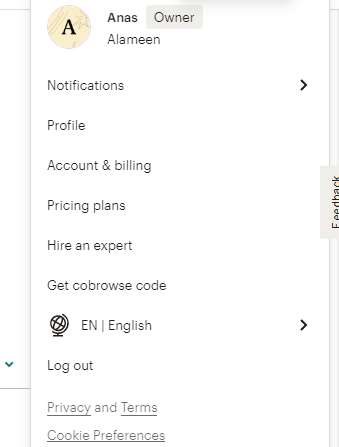 A
Anas Owner
Alameen
Notifications
Profile
Account & billing
Pricing plans
Hire an expert
Get cobrowse code
EN | English
Log out
Privacy and Terms
Cookie Preferences
Feedback